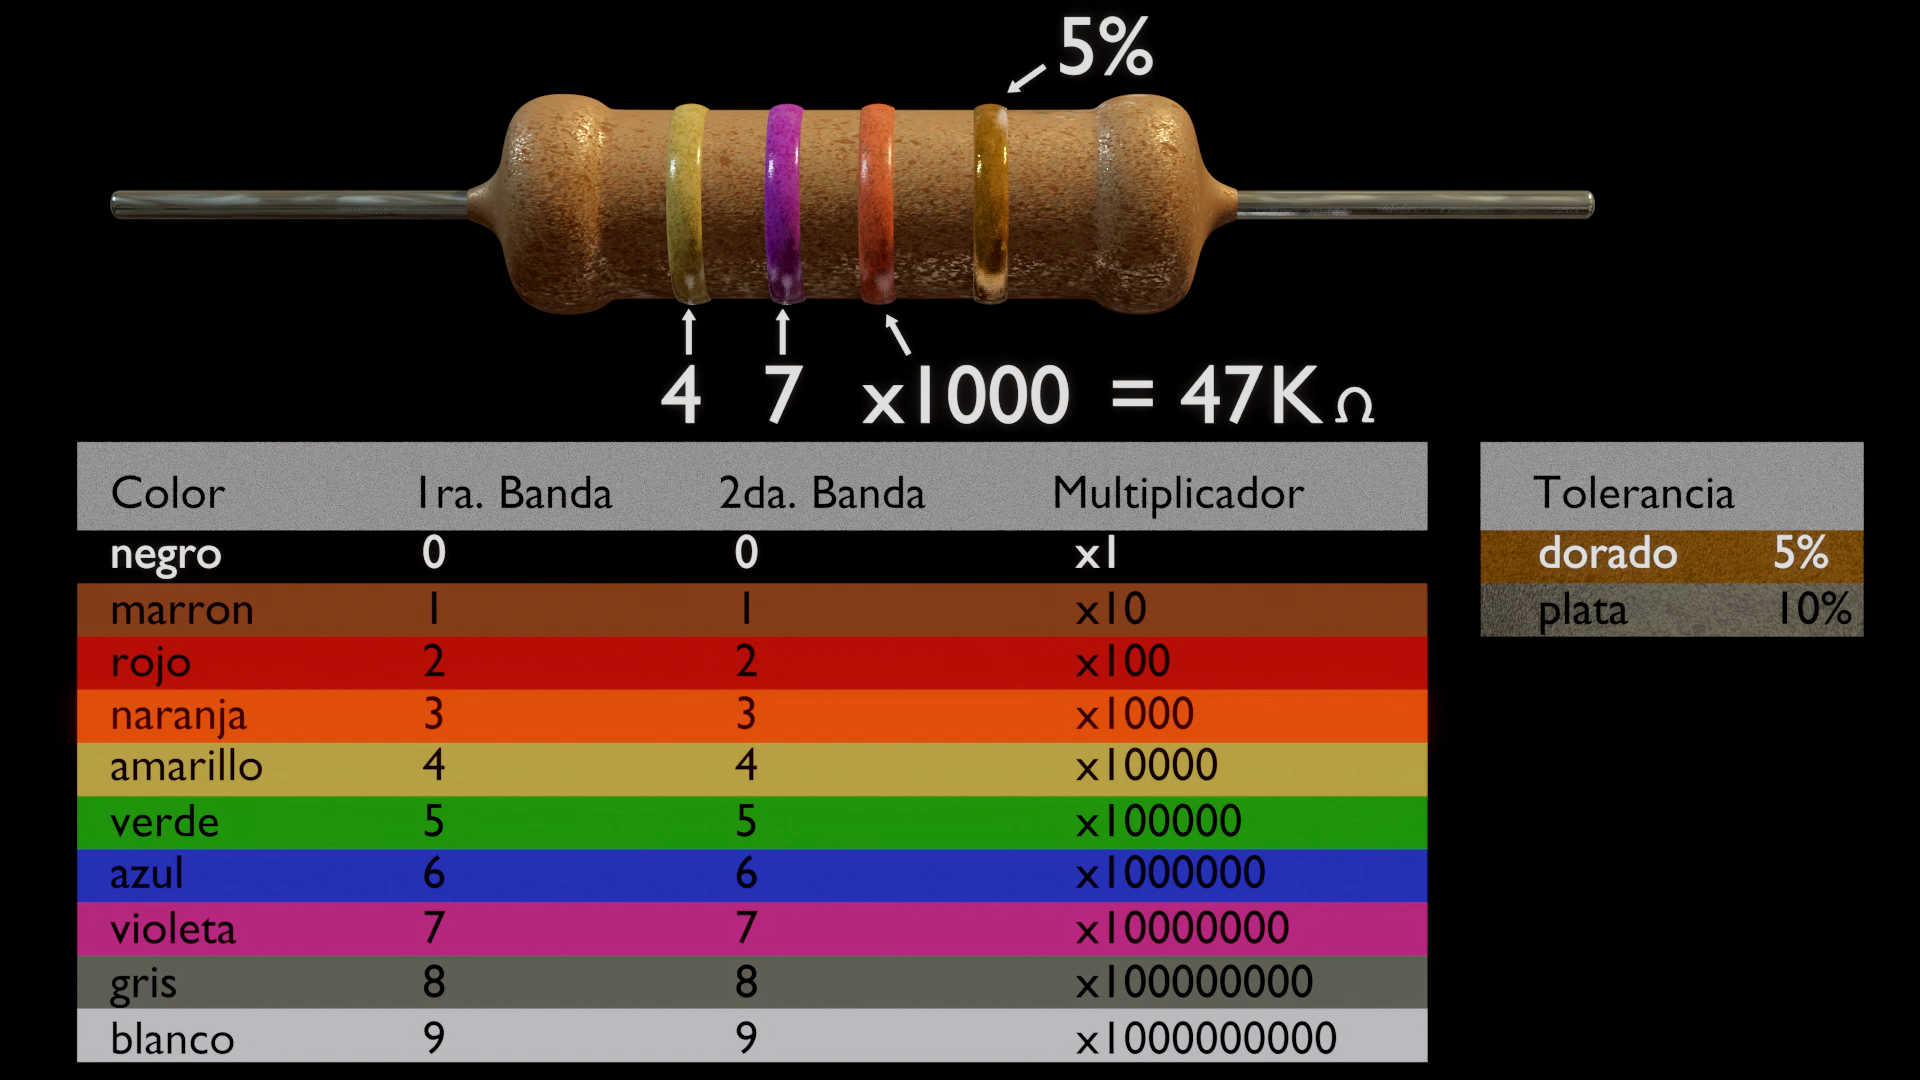 5%
4 7 x1000 = 47K Ω
Color 1ra. Banda 2da. Banda Multiplicador
negro 0 0 x1
marron 1 1 x10
rojo 2 2 x100
naranja 3 3 x1000
amarillo 4 4 x10000
verde 5 5 x100000
azul 6 6 x1000000
violeta 7 7 x10000000
gris 8 8 x100000000
blanco 9 9 x1000000000
Tolerancia
dorado 5%
plata 10%